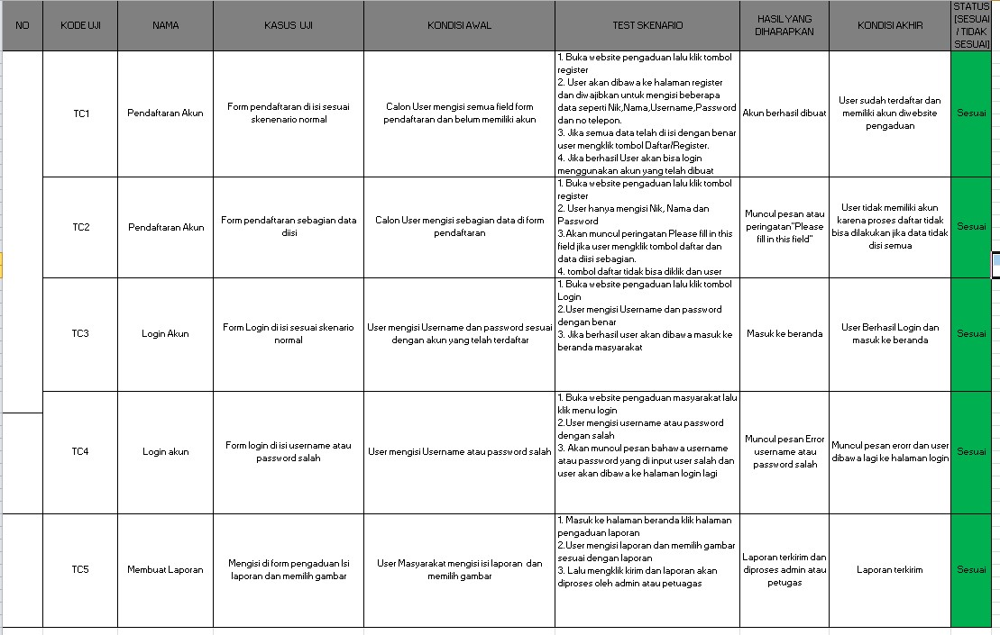 NO
KODE UJI
NAMA
KASUS UJI
KONDISI AWAL
TEST SKENARIO
HASIL YANG
DIHARAPKAN
KONDISI AKHIR
STATUS
[SESUAI
/ TIDAK
SESUAI]
TC1
Pendaftaran Akun
Form pendaftaran di isi sesuai
skenenario normal
Calon User mengisi semua field form
pendaftaran dan belum memiliki akun
1. Buka website pengaduan lalu klik tombol
register
2. User akan dibawa ke halaman register
dan diwajibkan untuk mengisi beberapa
data seperti Nik,Nama,Username,Password
dan no telepon.
3. Jika semua data telah di isi dengan benar
user mengklik tombol Daftar/Register.
4. Jika berhasil User akan bisa login
menggunakan akun yang telah dibuat
Akun berhasil dibuat
User sudah terdaftar dan
memiliki akun diwebsite
pengaduan
Sesuai
TC2
Pendaftaran Akun
Form pendaftaran sebagian data
diisi
Calon User mengisi sebagian data di form
pendaftaran
1. Buka website pengaduan lalu klik tombol
register
2. User hanya mengisi Nik, Nama dan
Password
3.Akan muncul peringatan Please fill in this
field jika user mengklik tombol daftar dan
data diisi sebagian.
4. tombol daftar tidak bisa diklik dan user
Muncul pesan atau
peringatan"Please
fill in this field"
User tidak memiliki akun
karena proses daftar tidak
bisa dilakukan jika data tidak
disi semua
Sesuai
TC3
Login Akun
Form Login di isi sesuai skenario
normal
User mengisi Username dan password sesuai
dengan akun yang telah terdaftar
1. Buka website pengaduan lalu klik tombol
Login
2.User mengisi Username dan password
dengan benar
3. Jika berhasil user akan dibawa masuk ke
beranda masyarakat
Masuk ke beranda
User Berhasil Login dan
masuk ke beranda
Sesuai
TC4
Login akun
Form login di isi username atau
password salah
User mengisi Username atau password salah
1. Buka website pengaduan masyarakat lalu
klik menu login
2.User mengisi username atau password
dengan salah
3. Akan muncul pesan bahawa username
atau password yang di input user salah dan
user akan dibawa ke halaman login lagi
Muncul pesan Error
username atau
password salah
Muncul pesan erorr dan user
dibawa lagi ke halaman login
Sesuai
TC5
Membuat Laporan
Mengisi di form pengaduan Isi
laporan dan memilih gambar
User Masyarakat mengisi isi laporan dan
memilih gambar
1. Masuk ke halaman beranda klik halaman
pengaduan laporan
2.User mengisi laporan dan memilih gambar
sesuai dengan laporan
3. Lalu mengklik kirim dan laporan akan
diproses oleh admin atau petuagas
Laporan terkirim dan
diproses admin atau
petugas
Laporan terkirim
Sesuai